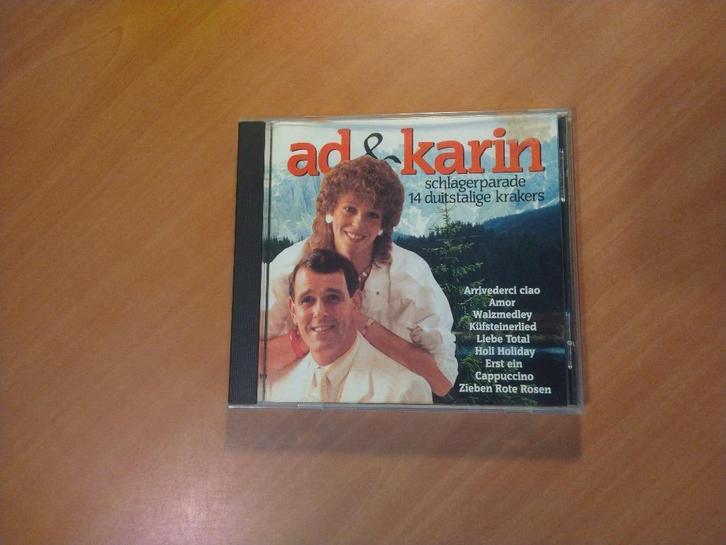 ad & karin
schlagerparade
14 duitstalige krakers
Arrivederci ciao
Amor
Walzmedley
Küfsteinerlied
Liebe Total
Holi Holiday
Erst ein
Cappuccino
Zieben Rote Rosen